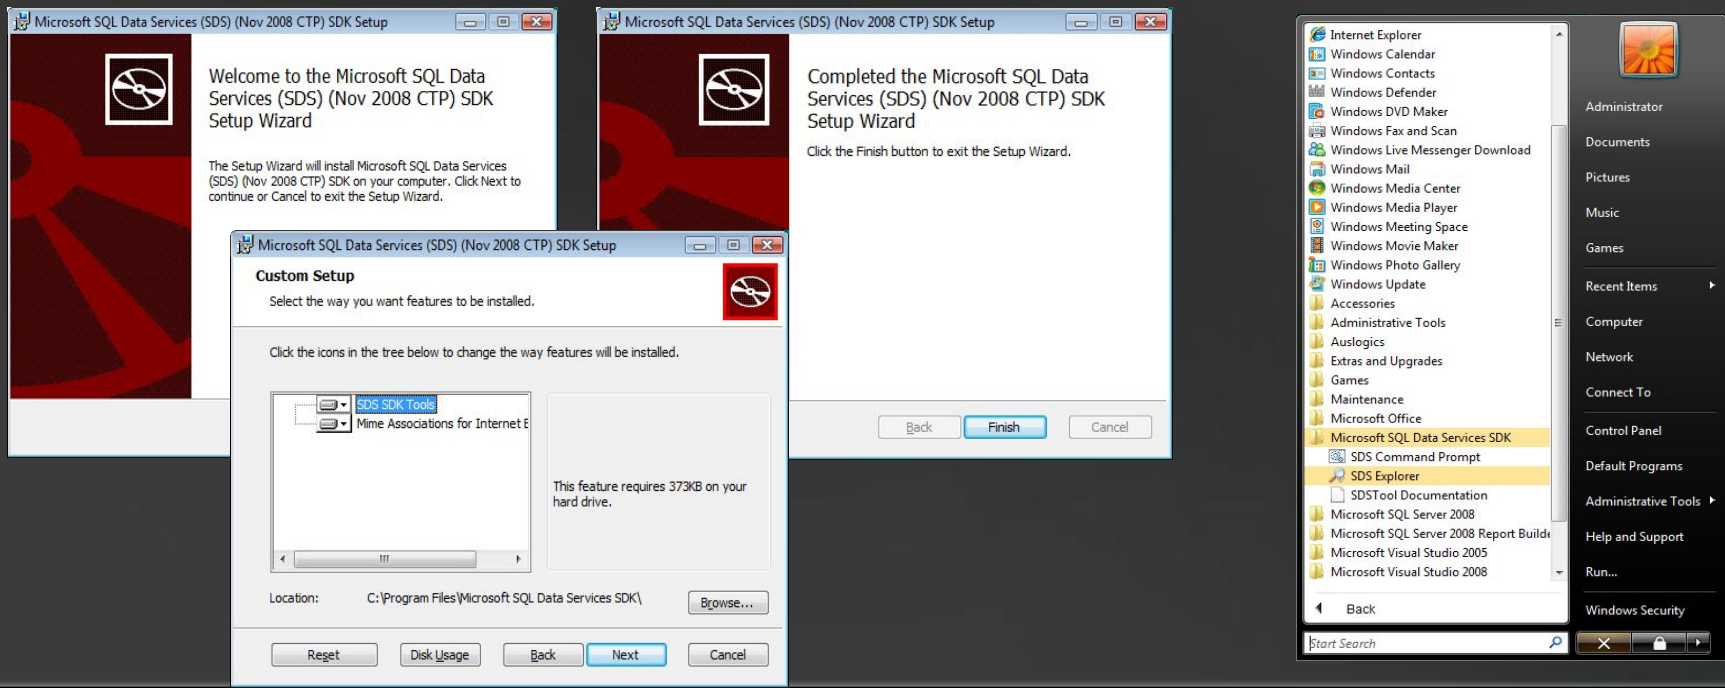 Microsoft SQL Data Services (SDS) (Nov 2008 CTP) SDK Setup
Welcome to the Microsoft SQL Data
Services (SDS) (Nov 2008 CTP) SDK
Setup Wizard
The Setup Wizard will install Microsoft SQL Data Services
(SDS) (Nov 2008 CTP) SDK on your computer. Click Next to
continue or Cancel to exit the Setup Wizard.
Microsoft SQL Data Services (SDS) (Nov 2008 CTP) SDK Setup
Custom Setup
Select the way you want features to be installed.
Click the icons in the tree below to change the way features will be installed.
SDS SDK Tools
Mime Associations for Internet E
This feature requires 373KB on your
hard drive.
Location: C:\Program Files\Microsoft SQL Data Services SDK\ Browse...
Reset Disk Usage Back Next Cancel
Microsoft SQL Data Services (SDS) (Nov 2008 CTP) SDK Setup
Completed the Microsoft SQL Data
Services (SDS) (Nov 2008 CTP) SDK
Setup Wizard
Click the Finish button to exit the Setup Wizard.
Back Finish Cancel
Internet Explorer
Windows Calendar
Windows Contacts
Windows Defender
Windows DVD Maker
Windows Fax and Scan
Windows Live Messenger Download
Windows Mail
Windows Media Center
Windows Media Player
Windows Meeting Space
Windows Movie Maker
Windows Photo Gallery
Windows Update
Accessories
Administrative Tools
Auslogics
Extras and Upgrades
Games
Maintenance
Microsoft Office
Microsoft SQL Data Services SDK
SDS Command Prompt
SDS Explorer
SDSTool Documentation
Microsoft SQL Server 2008
Microsoft SQL Server 2008 Report Builde
Microsoft Visual Studio 2005
Microsoft Visual Studio 2008
Back
Start Search
Administrator
Documents
Pictures
Music
Games
Recent Items
Computer
Network
Connect To
Control Panel
Default Programs
Administrative Tools
Help and Support
Run...
Windows Security